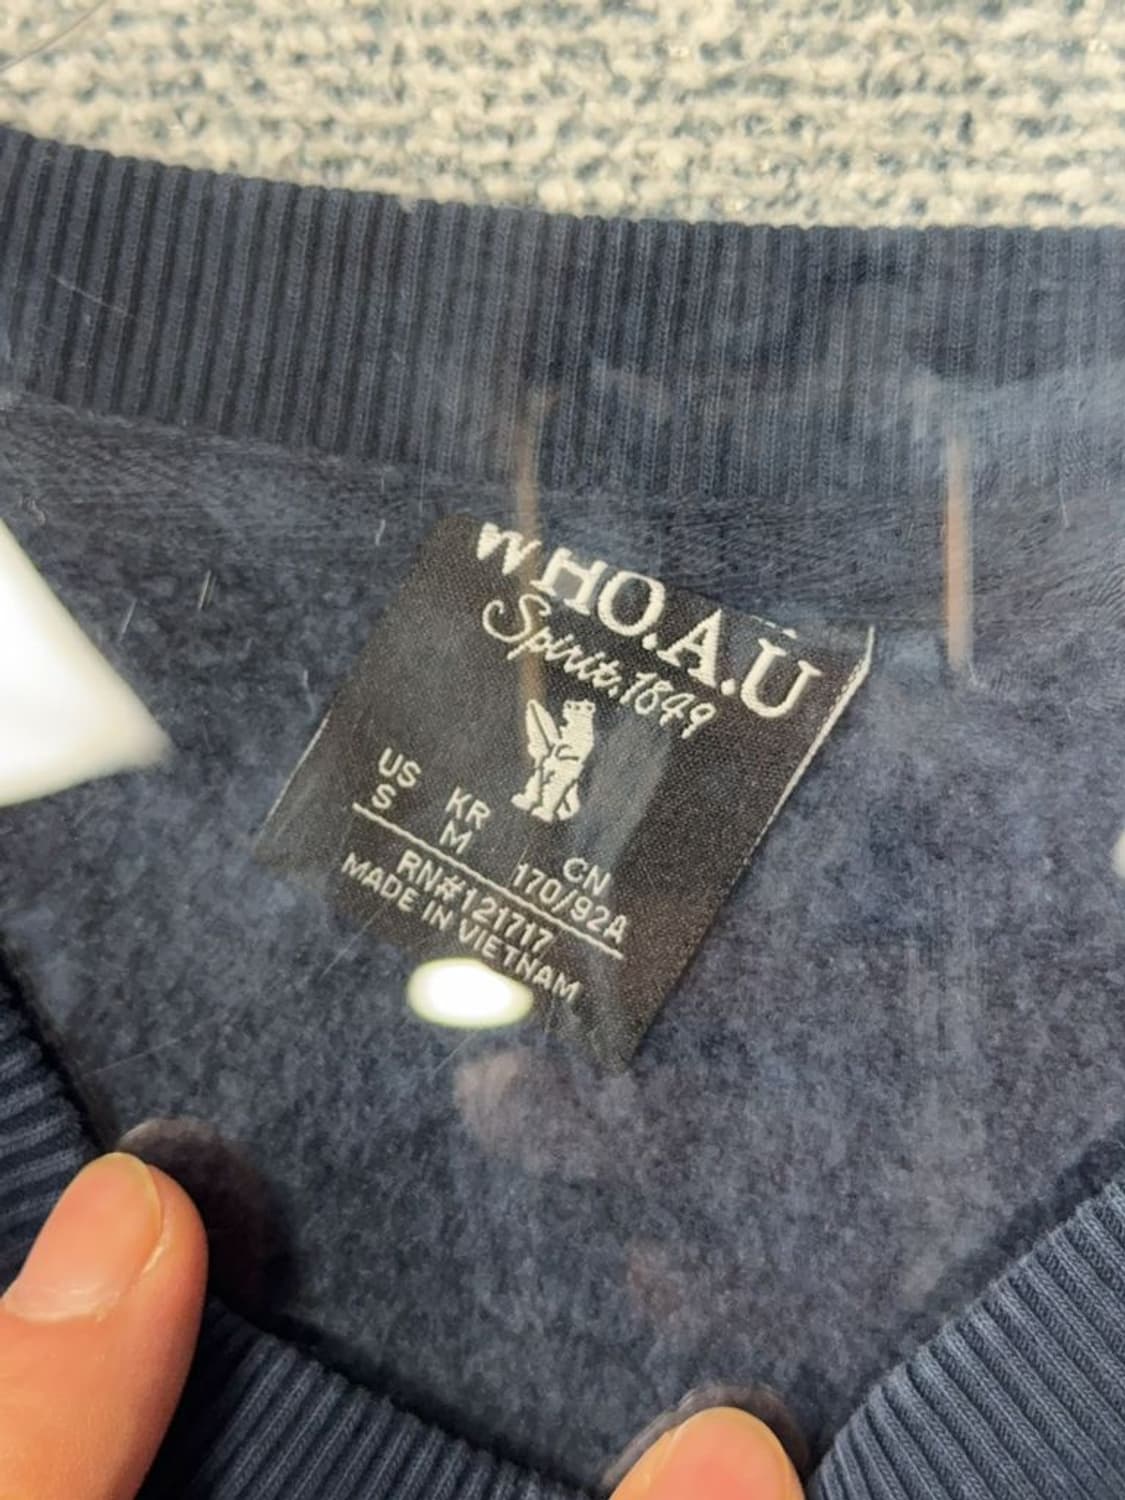 WHO.A.U
Spirit.1849
US KR CN
S M 170/92A
RN#121717
MADE IN VIETNAM